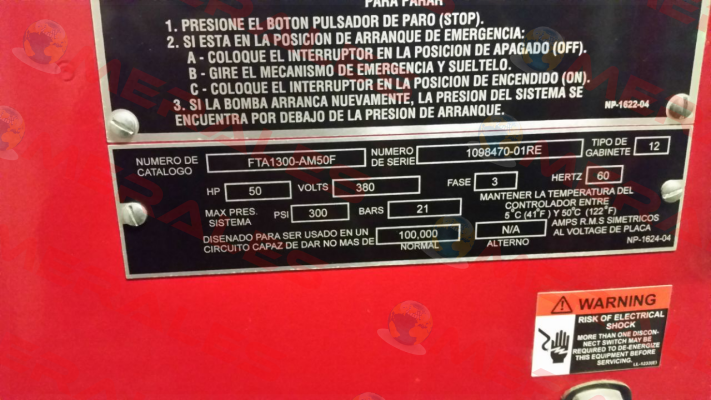 PARA PARAR
1. PRESIONE EL BOTON PULSADOR DE PARO (STOP).
2. SI ESTA EN LA POSICION DE ARRANQUE DE EMERGENCIA:
A - COLOQUE EL INTERRUPTOR EN LA POSICION DE APAGADO (OFF).
B - GIRE EL MECANISMO DE EMERGENCIA Y SUELTELO.
C - COLOQUE EL INTERRUPTOR EN LA POSICION DE ENCENDIDO (ON).
3. SI LA BOMBA ARRANCA NUEVAMENTE, LA PRESION DEL SISTEMA SE
ENCUENTRA POR DEBAJO DE LA PRESION DE ARRANQUE.
NP-1622-04
NUMERO DE CATALOGO FTA1300-AM50F NUMERO DE SERIE 1098470-01RE TIPO DE GABINETE 12
HP 50 VOLTS 380 FASE 3 HERTZ 60
MAX PRES. SISTEMA PSI 300 BARS 21
MANTENER LA TEMPERATURA DEL
CONTROLADOR ENTRE
5°C (41°F) Y 50°C (122°F)
DISENADO PARA SER USADO EN UN
CIRCUITO CAPAZ DE DAR NO MAS DE
100,000
NORMAL
N/A
ALTERNO
AMPS R.M.S SIMETRICOS
AL VOLTAGE DE PLACA
NP-1624-04
WARNING
RISK OF ELECTRICAL
SHOCK
MORE THAN ONE DISCON-
NECT SWITCH MAY BE
REQUIRED TO DE-ENERGIZE
THIS EQUIPMENT BEFORE
SERVICING.